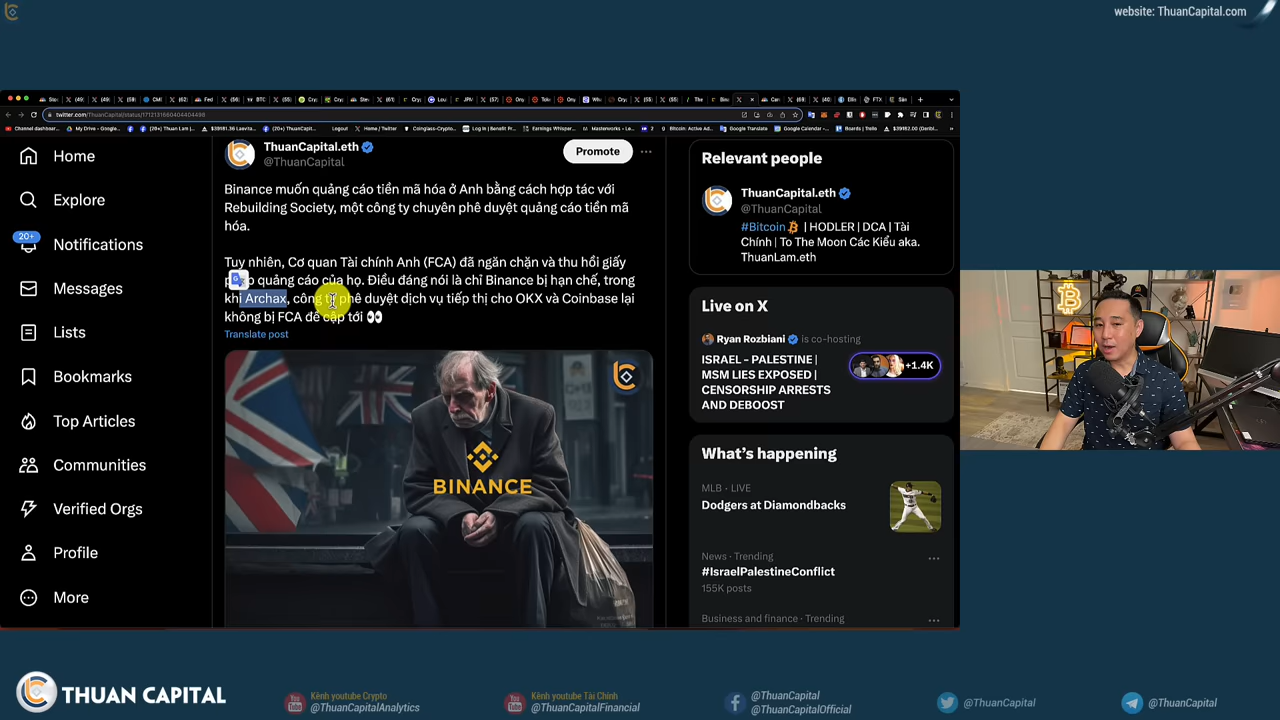 website: ThuanCapital.com
twitter.com/ThuanCapital/status/1712131660404404498
Home
Explore
20+
Notifications
Messages
Lists
Bookmarks
Top Articles
Communities
Verified Orgs
Profile
More
ThuanCapital.eth
@ThuanCapital
Promote
Binance muốn quảng cáo tiền mã hóa ở Anh bằng cách hợp tác với
Rebuilding Society, một công ty chuyên phê duyệt quảng cáo tiền mã
hóa.
Tuy nhiên, Cơ quan Tài chính Anh (FCA) đã ngăn chặn và thu hồi giấy
quảng cáo của họ. Điều đáng nói là chỉ Binance bị hạn chế, trong
khi Archax, công ty phê duyệt dịch vụ tiếp thị cho OKX và Coinbase lại
không bị FCA đề cập tới 👀
Translate post
BINANCE
Relevant people
ThuanCapital.eth
@ThuanCapital
#Bitcoin | HODLER | DCA | Tài
Chính | To The Moon Các Kiểu aka.
ThuanLam.eth
Live on X
Ryan Rozbiani is co-hosting
ISRAEL - PALESTINE |
MSM LIES EXPOSED |
CENSORSHIP ARRESTS
AND DEBOOST
+1.4K
What's happening
MLB · LIVE
Dodgers at Diamondbacks
News · Trending
#IsraelPalestineConflict
155K posts
Business and finance · Trending
THUAN CAPITAL
Kênh youtube Crypto
@ThuanCapitalAnalytics
Kênh youtube Tài Chính
@ThuanCapitalFinancial
@ThuanCapital
@ThuanCapitalOfficial
@ThuanCapital
@ThuanCapital